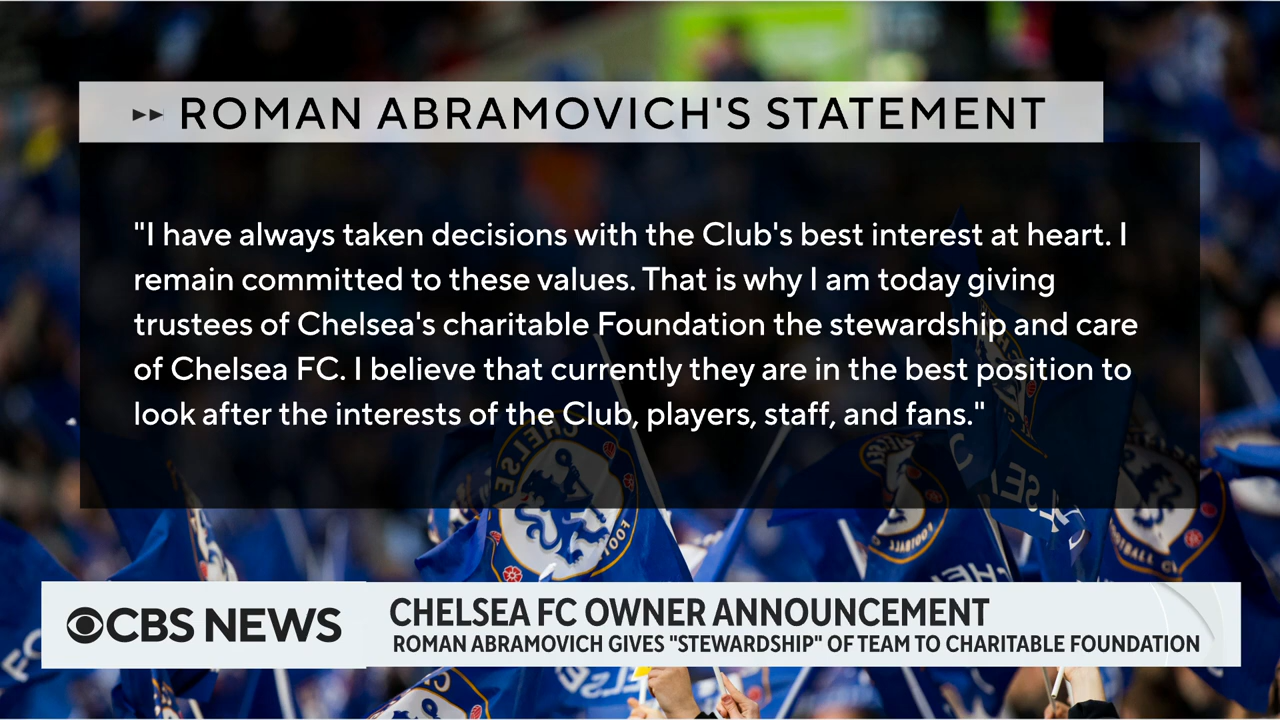 ROMAN ABRAMOVICH'S STATEMENT
"I have always taken decisions with the Club's best interest at heart. I
remain committed to these values. That is why I am today giving
trustees of Chelsea's charitable Foundation the stewardship and care
of Chelsea FC. I believe that currently they are in the best position to
look after the interests of the Club, players, staff, and fans."
CBS NEWS
CHELSEA FC OWNER ANNOUNCEMENT
ROMAN ABRAMOVICH GIVES "STEWARDSHIP" OF TEAM TO CHARITABLE FOUNDATION